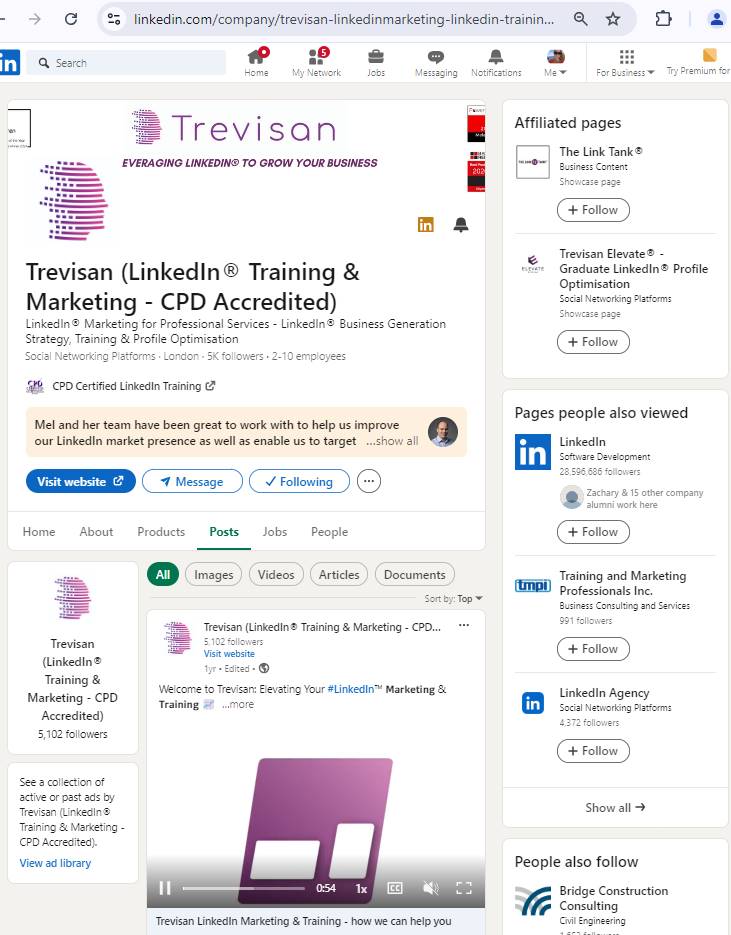 linkedin.com/company/trevisan-linkedinmarketing-linkedin-trainin...
in
Search
Home
My Network
5
Jobs
Messaging
Notifications
Me
For Business
Try Premium for
Trevisan
EVERAGING LINKEDIN® TO GROW YOUR BUSINESS
Trevisan (LinkedIn® Training &
Marketing - CPD Accredited)
LinkedIn® Marketing for Professional Services - LinkedIn® Business Generation
Strategy, Training & Profile Optimisation
Social Networking Platforms · London · 5K followers · 2-10 employees
CPD Certified LinkedIn Training
Mel and her team have been great to work with to help us improve
our LinkedIn market presence as well as enable us to target ...show all
Visit website
Message
Following
Home About Products Posts Jobs People
Trevisan
(LinkedIn®
Training &
Marketing - CPD
Accredited)
5,102 followers
See a collection of
active or past ads by
Trevisan (LinkedIn®
Training & Marketing -
CPD Accredited).
View ad library
All Images Videos Articles Documents
Sort by: Top
Trevisan (LinkedIn® Training & Marketing - CPD...
5,102 followers
Visit website
1yr • Edited •
Welcome to Trevisan: Elevating Your #LinkedIn™ Marketing &
Training ...more
0:54 1x CC
Trevisan LinkedIn Marketing & Training - how we can help you
Affiliated pages
THE LINK TANK
The Link Tank®
Business Content
Showcase page
+ Follow
ELEVATE
Trevisan Elevate® -
Graduate LinkedIn® Profile
Optimisation
Social Networking Platforms
Showcase page
+ Follow
Pages people also viewed
in
LinkedIn
Software Development
28,596,686 followers
Zachary & 15 other company
alumni work here
+ Follow
tmpi
Training and Marketing
Professionals Inc.
Business Consulting and Services
991 followers
+ Follow
in
LinkedIn Agency
Social Networking Platforms
4,372 followers
+ Follow
Show all →
People also follow
Bridge Construction
Consulting
Civil Engineering